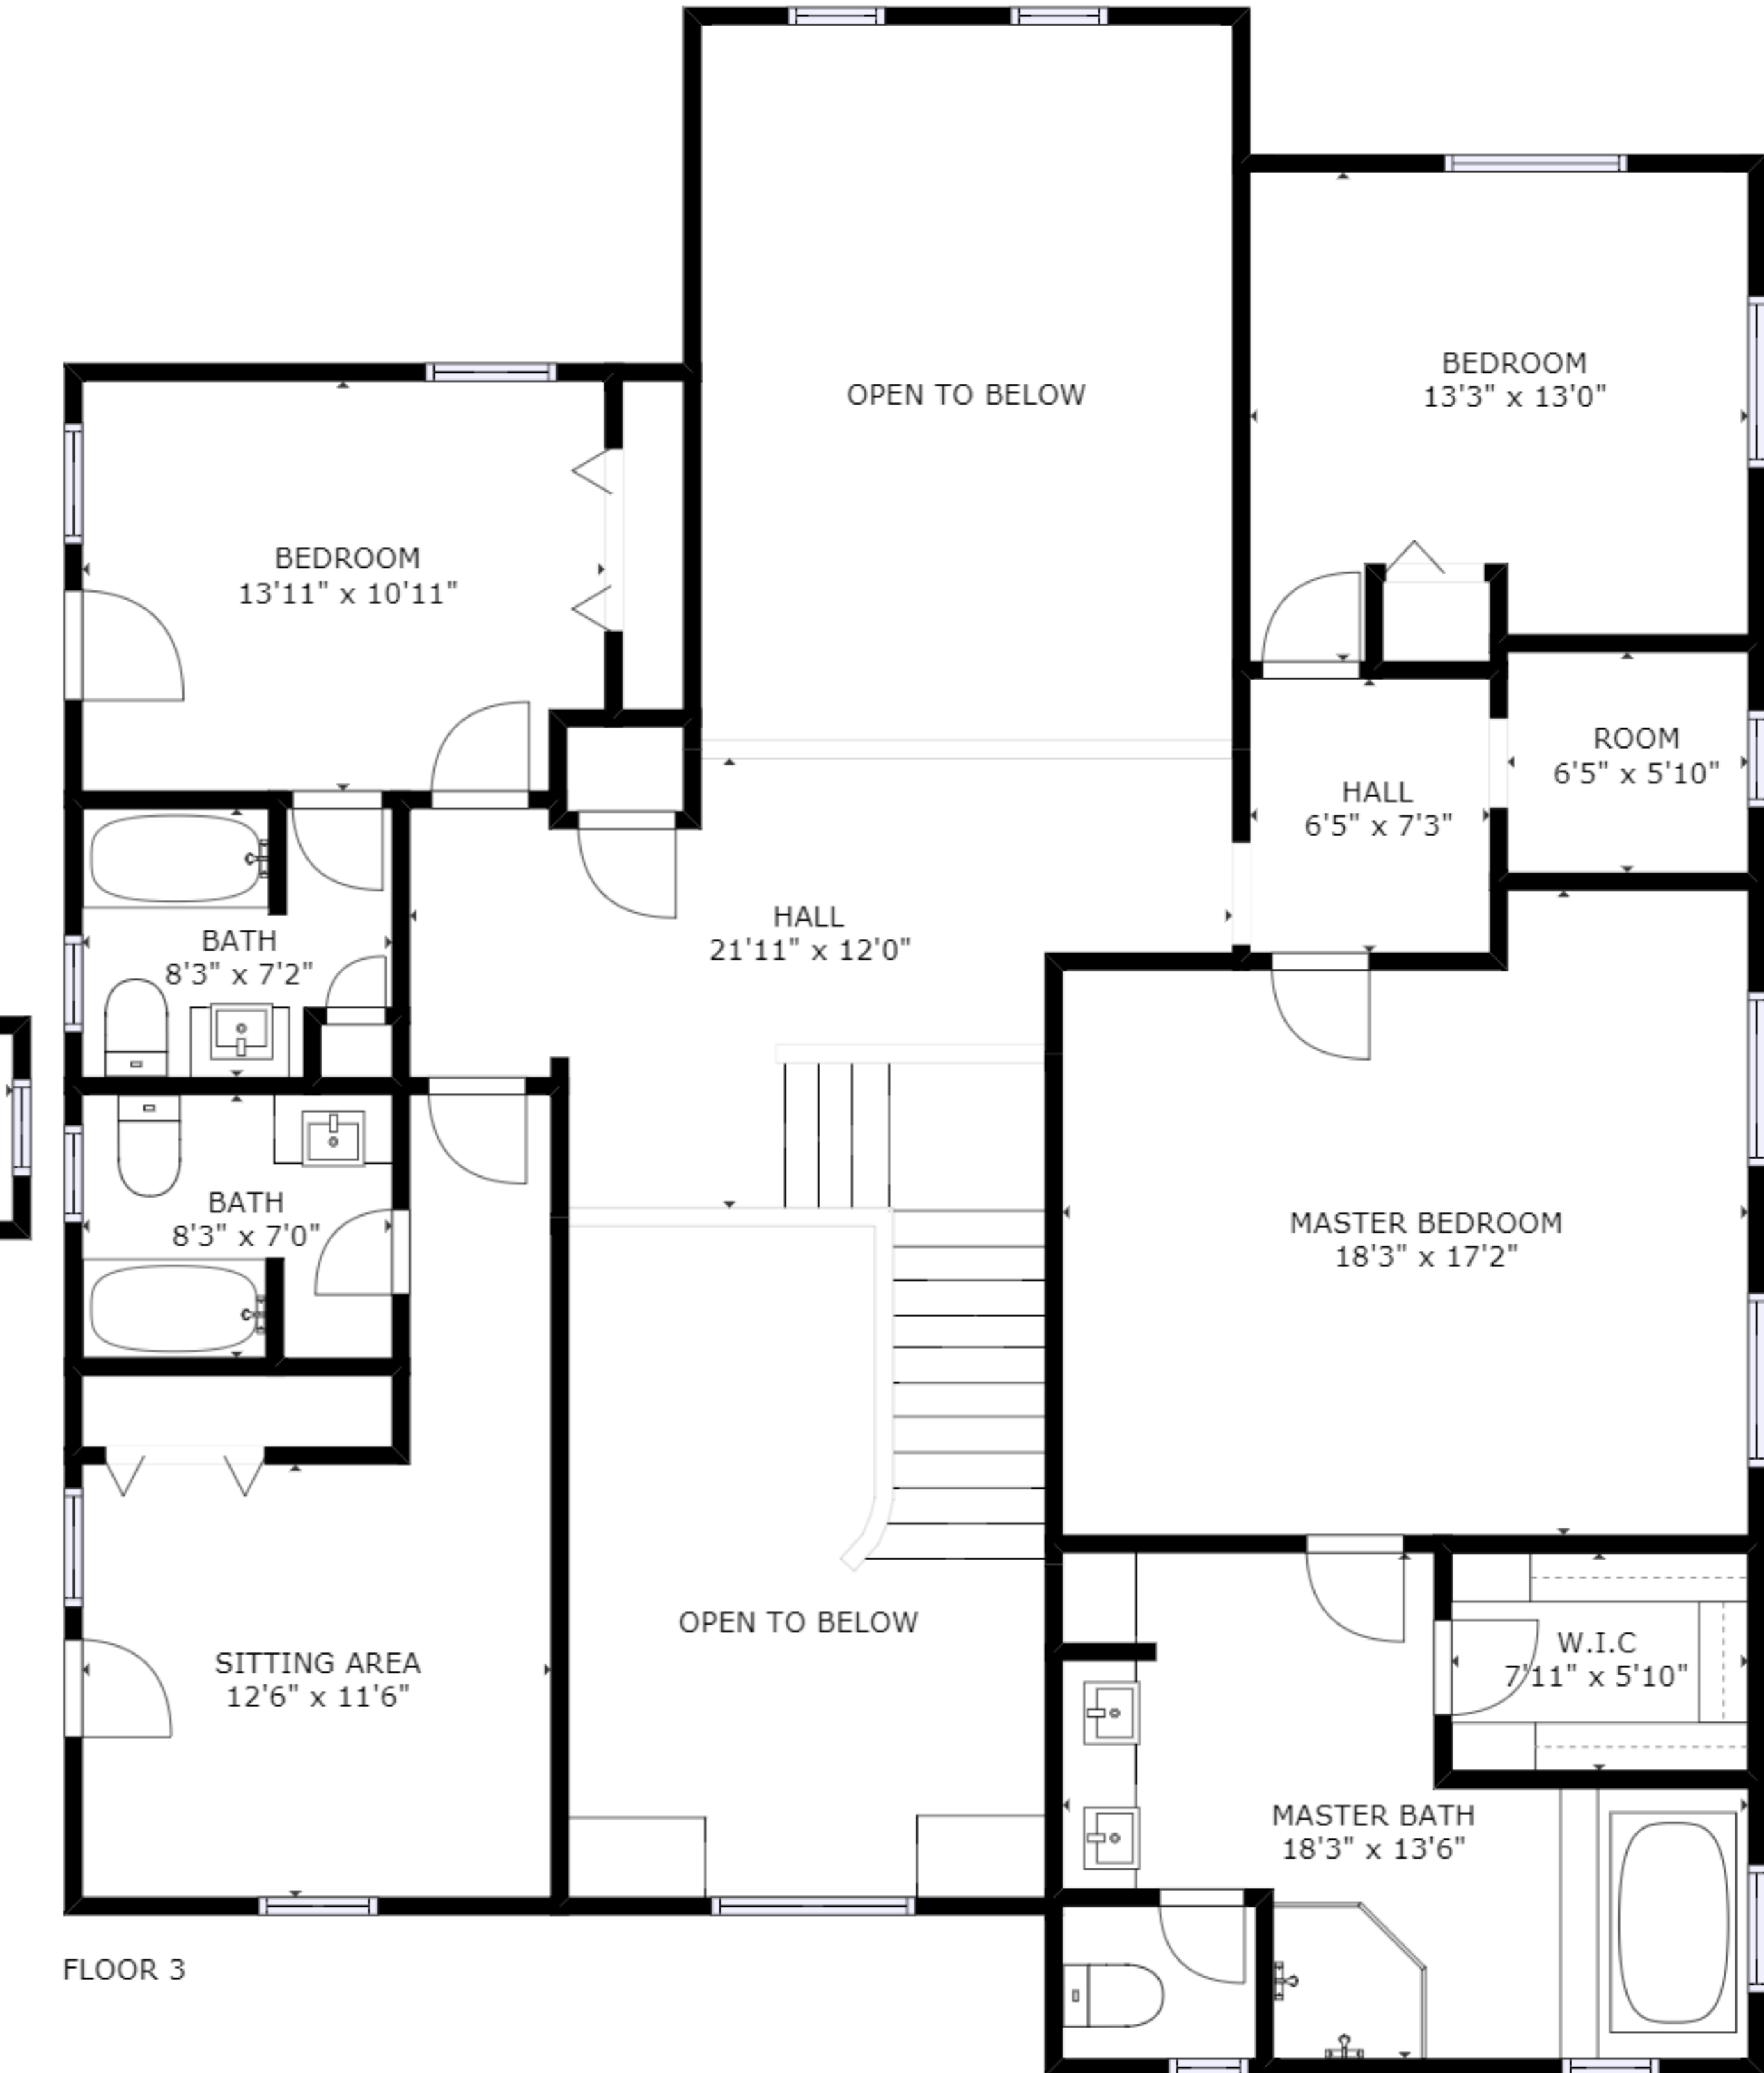 OPEN TO BELOW
BEDROOM
13'3" x 13'0"
BEDROOM
13'11" x 10'11"
ROOM
6'5" x 5'10"
HALL
6'5" x 7'3"
HALL
21'11" x 12'0"
BATH
8'3" x 7'2"
BATH
8'3" x 7'0"
MASTER BEDROOM
18'3" x 17'2"
OPEN TO BELOW
SITTING AREA
12'6" x 11'6"
W.I.C
7'11" x 5'10"
MASTER BATH
18'3" x 13'6"
FLOOR 3